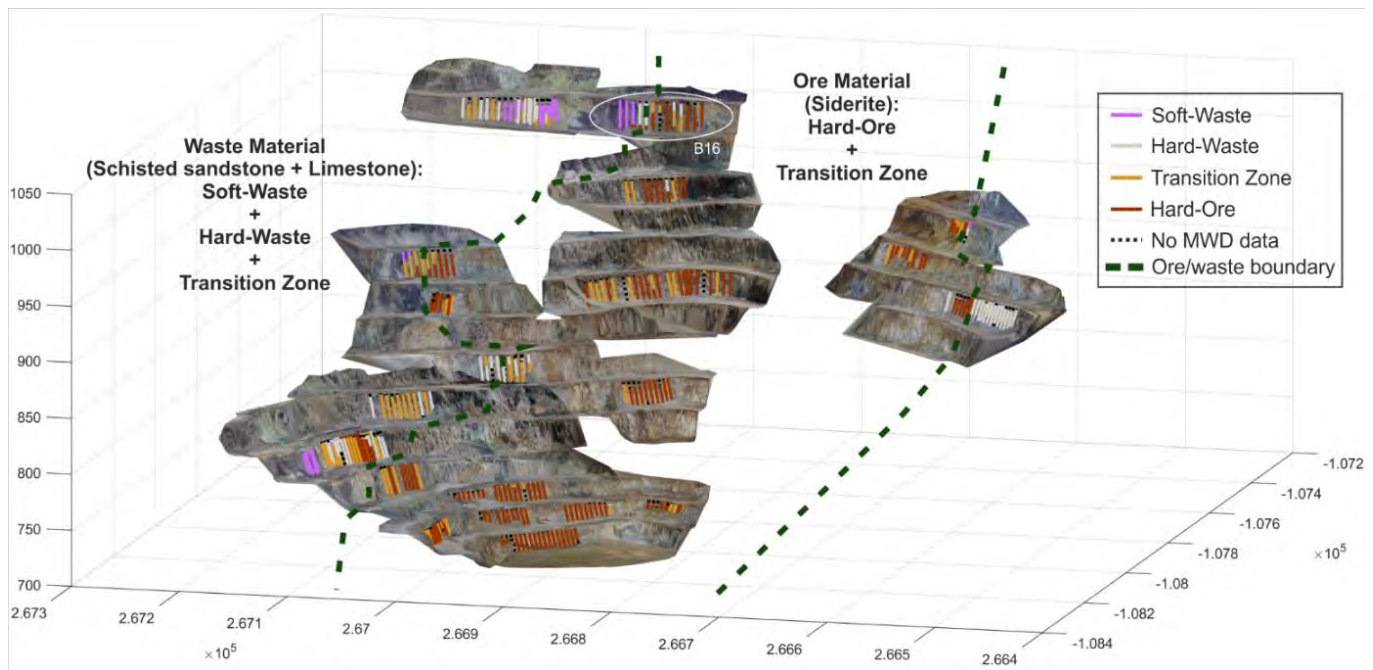 Waste Material
(Schisted sandstone + Limestone):
Soft-Waste
+
Hard-Waste
+
Transition Zone
Ore Material
(Siderite):
Hard-Ore
+
Transition Zone
B16
Soft-Waste
Hard-Waste
Transition Zone
Hard-Ore
No MWD data
Ore/waste boundary
1050
1000
950
900
850
800
750
700
2.673
2.672
2.671
2.67
2.669
2.668
2.667
2.666
2.665
2.664
×10⁵
-1.072
-1.074
-1.076
-1.078
-1.08
-1.082
-1.084
×10⁵